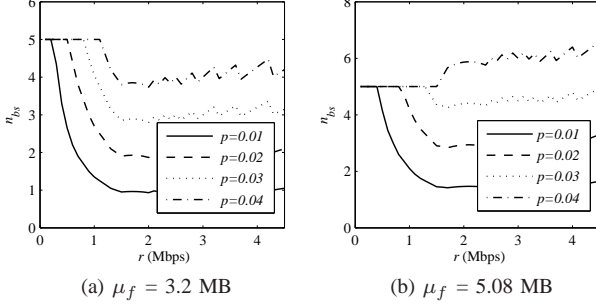 6
5
4
3
2
1
0
n_bs
0 1 2 3 4
r (Mbps)
p=0.01
p=0.02
p=0.03
p=0.04
(a) μ_f = 3.2 MB
8
6
4
2
0
n_bs
0 1 2 3 4
r (Mbps)
p=0.01
p=0.02
p=0.03
p=0.04
(b) μ_f = 5.08 MB